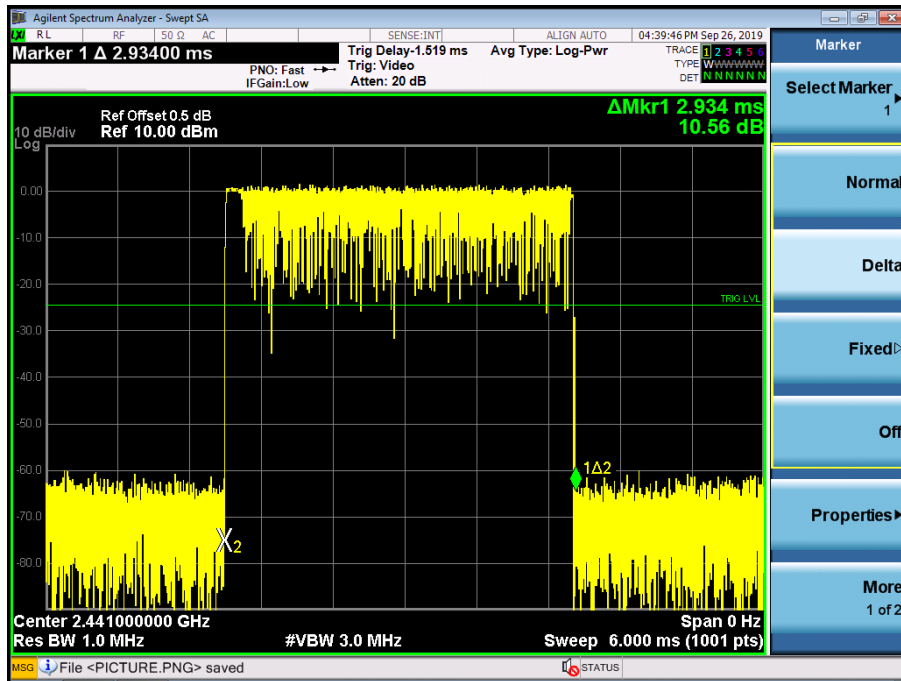 Agilent Spectrum Analyzer - Swept SA
LXI RL RF 50 Ω AC SENSE:INT ALIGN AUTO 04:39:46 PM Sep 26, 2019
Marker 1 Δ 2.93400 ms
PNO: Fast
IFGain:Low
Trig Delay-1.519 ms
Trig: Video
Atten: 20 dB
Avg Type: Log-Pwr
TRACE 1 2 3 4 5 6
TYPE WWWWWWW
DET N N N N N N
ΔMkr1 2.934 ms
10.56 dB
Ref Offset 0.5 dB
10 dB/div Ref 10.00 dBm
Log
0.00
-10.0
-20.0
TRIG LVL
-30.0
-40.0
-50.0
-60.0
1Δ2
-70.0
X2
-80.0
Center 2.441000000 GHz Span 0 Hz
Res BW 1.0 MHz #VBW 3.0 MHz Sweep 6.000 ms (1001 pts)
MSG File <PICTURE.PNG> saved STATUS
Marker
Select Marker
1
Normal
Delta
Fixed
Off
Properties
More
1 of 2